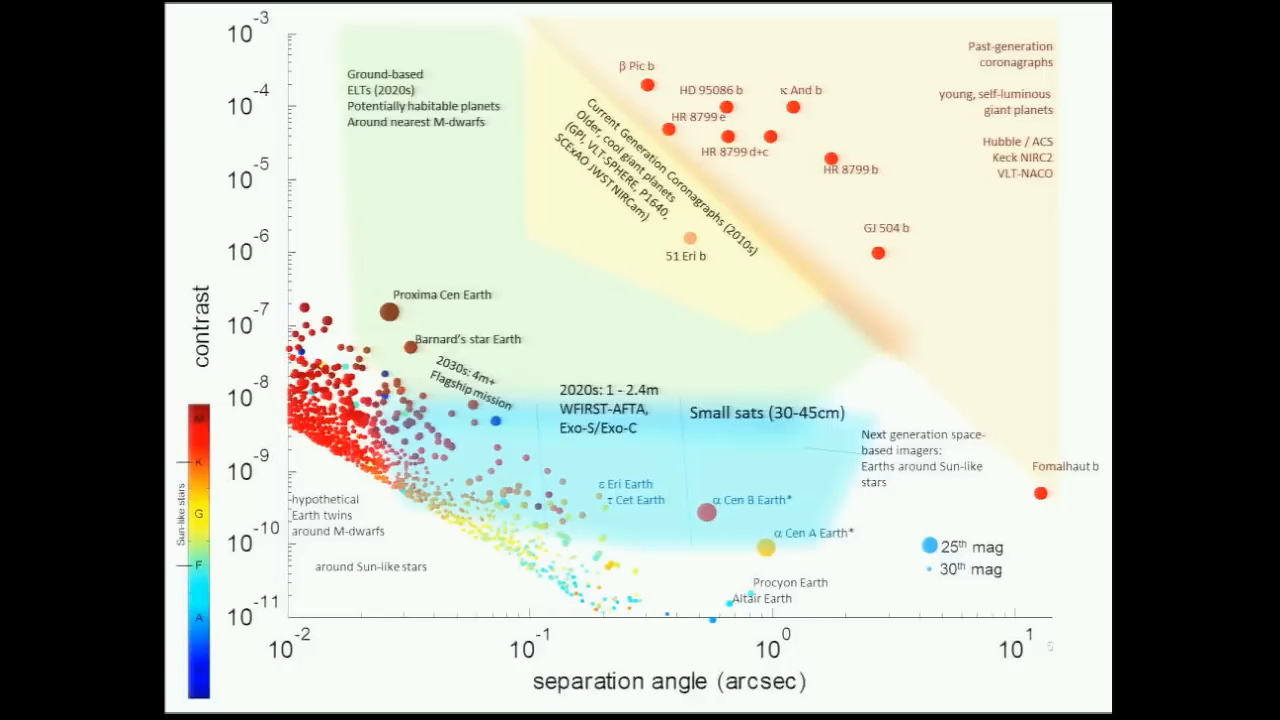 10-3
10-4
10-5
10-6
10-7
10-8
10-9
10-10
10-11
contrast
Ground-based
ELTs (2020s)
Potentially habitable planets
Around nearest M-dwarfs
Current Generation Coronagraphs (2010s)
Older, cool giant planets
(GPI, VLT-SPHERE, P1640,
SCExAO JWST NIRCam)
β Pic b
HD 95086 b
κ And b
HR 8799 e
HR 8799 d+c
HR 8799 b
GJ 504 b
51 Eri b
Past-generation
coronagraphs
young, self-luminous
giant planets
Hubble / ACS
Keck NIRC2
VLT-NACO
Proxima Cen Earth
Barnard's star Earth
2030s: 4m+
Flagship mission
2020s: 1 - 2.4m
WFIRST-AFTA,
Exo-S/Exo-C
Small sats (30-45cm)
Next generation space-
based imagers:
Earths around Sun-like
stars
Fomalhaut b
ε Eri Earth
τ Cet Earth
α Cen B Earth*
α Cen A Earth*
hypothetical
Earth twins
around M-dwarfs
around Sun-like stars
Procyon Earth
Altair Earth
25th mag
30th mag
M
K
G
F
A
Sun-like stars
10-2
10-1
100
101
separation angle (arcsec)